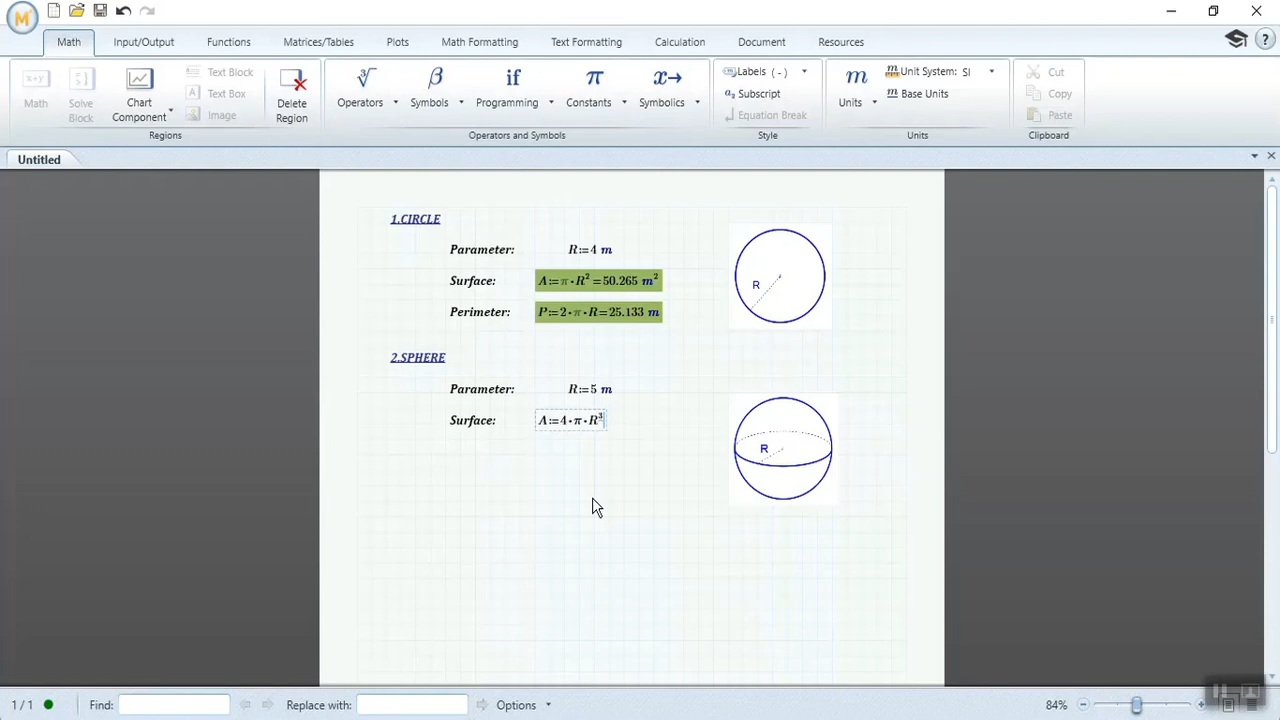 Math Input/Output Functions Matrices/Tables Plots Math Formatting Text Formatting Calculation Document Resources
Math
Solve Block
Chart Component
Text Block
Text Box
Image
Delete Region
Regions
Operators
Symbols
if
Programming
π
Constants
Symbolics
Operators and Symbols
Labels ( - )
a₂ Subscript
Equation Break
Style
m
Units
Unit System: SI
Base Units
Units
Cut
Copy
Paste
Clipboard
Untitled
1.CIRCLE
Parameter: R:=4 m
Surface: A:=π·R²=50.265 m²
Perimeter: P:=2·π·R=25.133 m
R
2.SPHERE
Parameter: R:=5 m
Surface: A:=4·π·R³
R
1 / 1 Find: Replace with: Options 84%